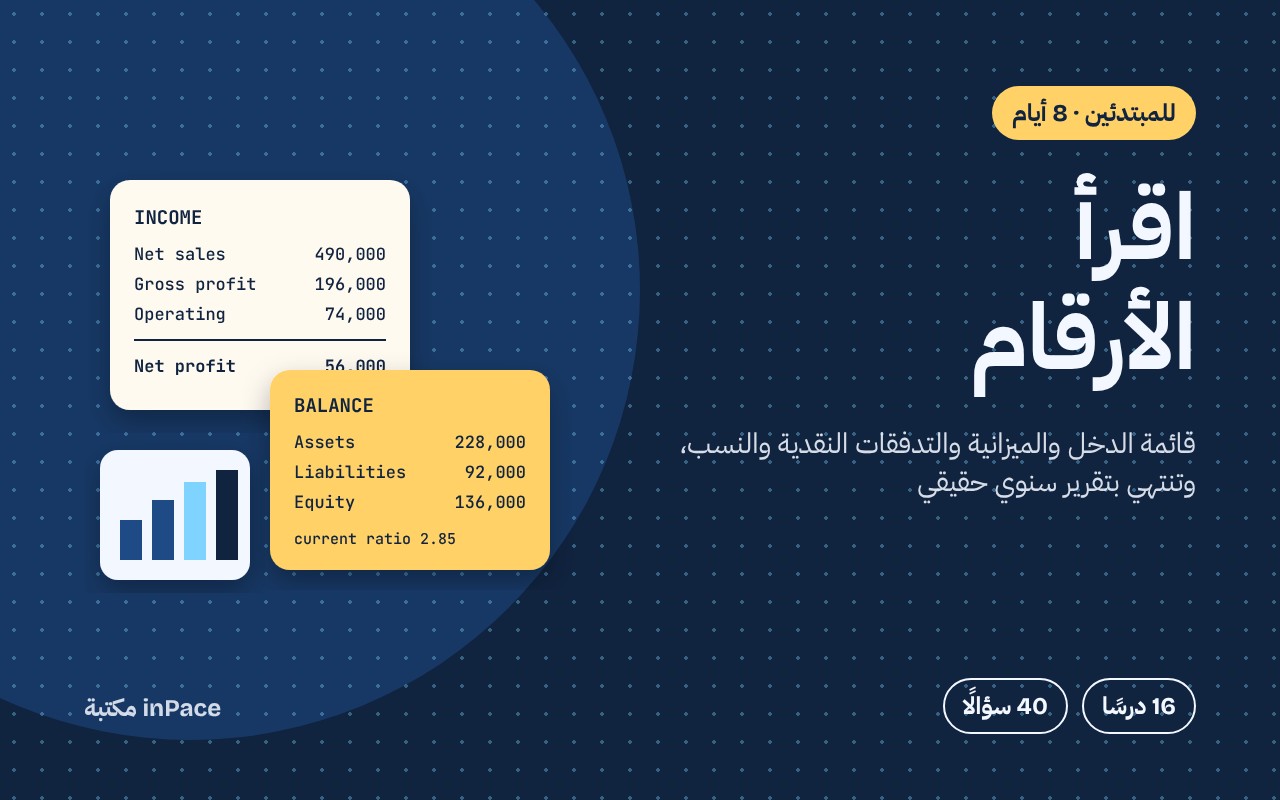 للمبتدئين · 8 أيام
اقرأ
الأرقام
قائمة الدخل والميزانية والتدفقات النقدية والنسب،
وتنتهي بتقرير سنوي حقيقي
16 درسًا
40 سؤالًا
INCOME
Net sales 490,000
Gross profit 196,000
Operating 74,000
Net profit 56,000
BALANCE
Assets 228,000
Liabilities 92,000
Equity 136,000
current ratio 2.85
مكتبة inPace